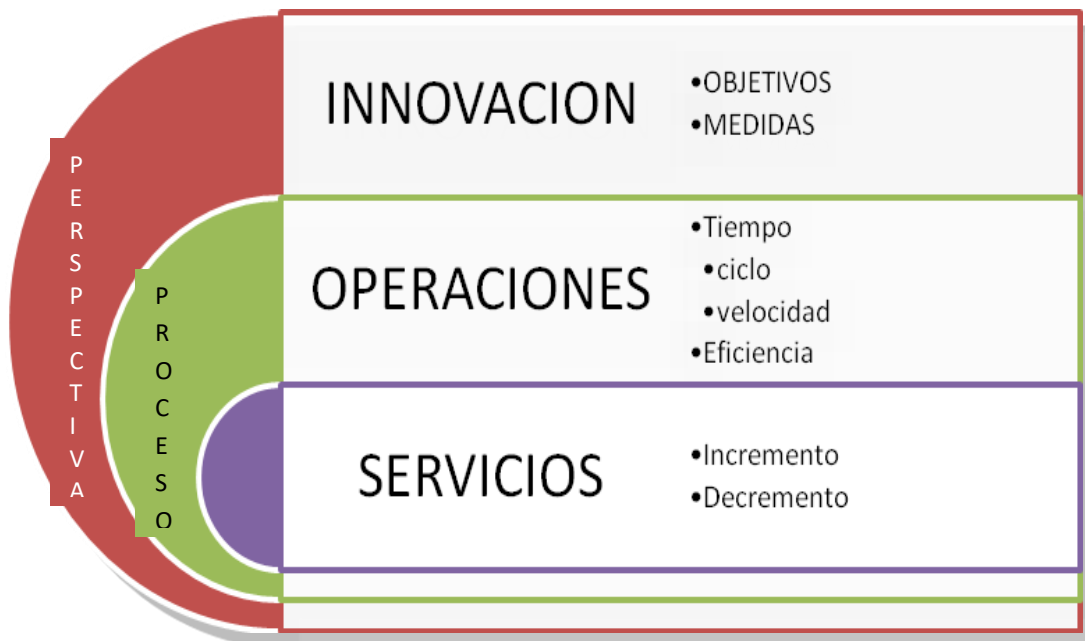 PERSPECTIVA
PROCESO
INNOVACION
•OBJETIVOS
•MEDIDAS
OPERACIONES
•Tiempo
•ciclo
•velocidad
•Eficiencia
SERVICIOS
•Incremento
•Decremento